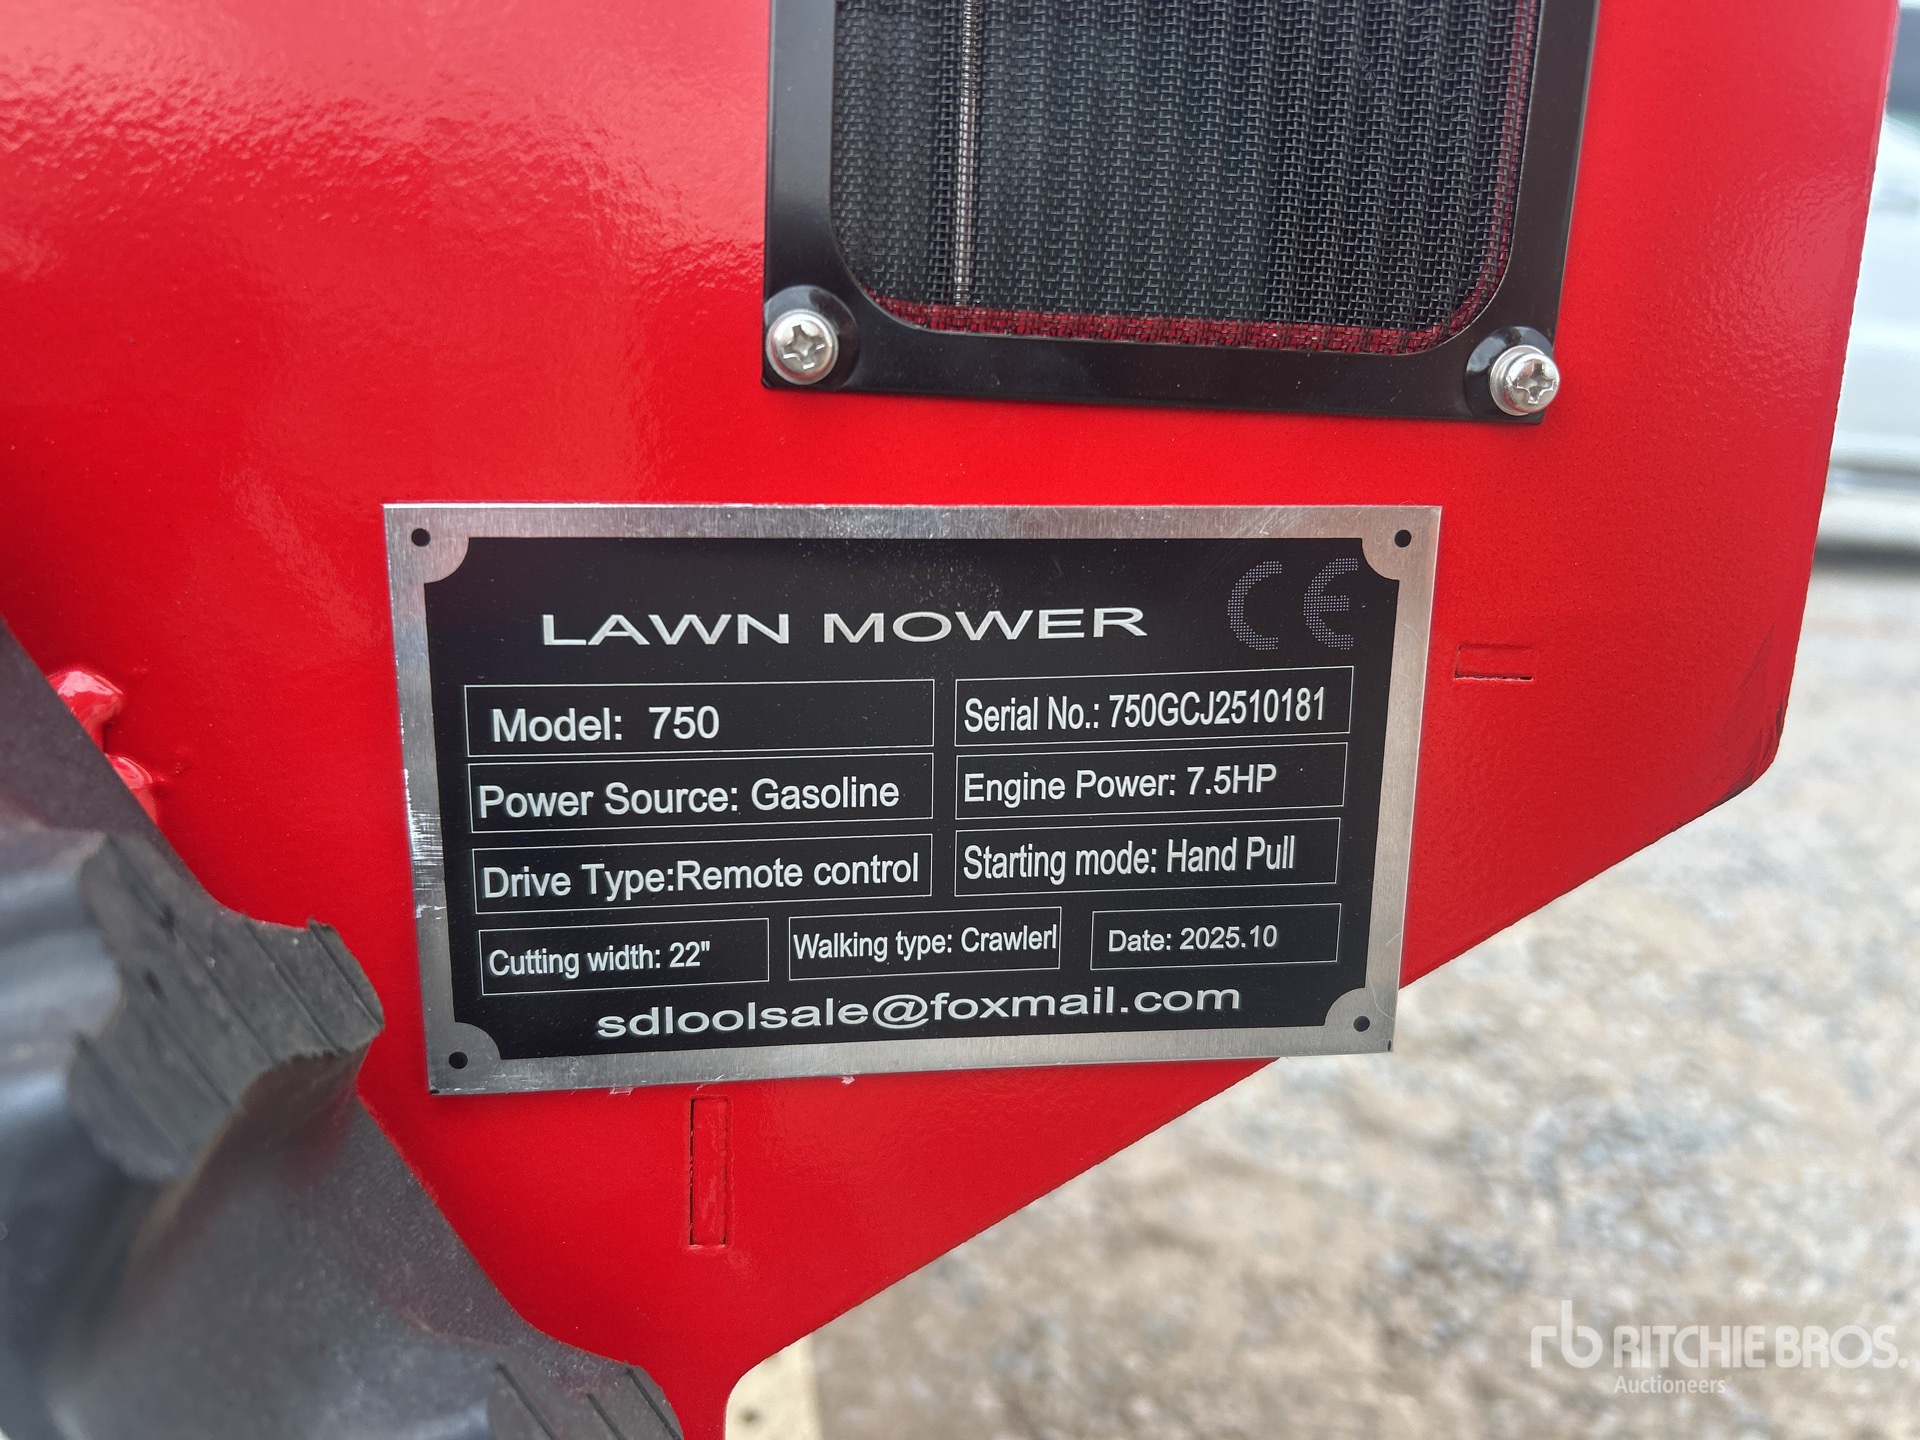 LAWN MOWER CE
Model: 750
Serial No.: 750GCJ2510181
Power Source: Gasoline
Engine Power: 7.5HP
Drive Type:Remote control
Starting mode: Hand Pull
Cutting width: 22"
Walking type: Crawlerl
Date: 2025.10
sdloolsale@foxmail.com
rb RITCHIE BROS.
Auctioneers